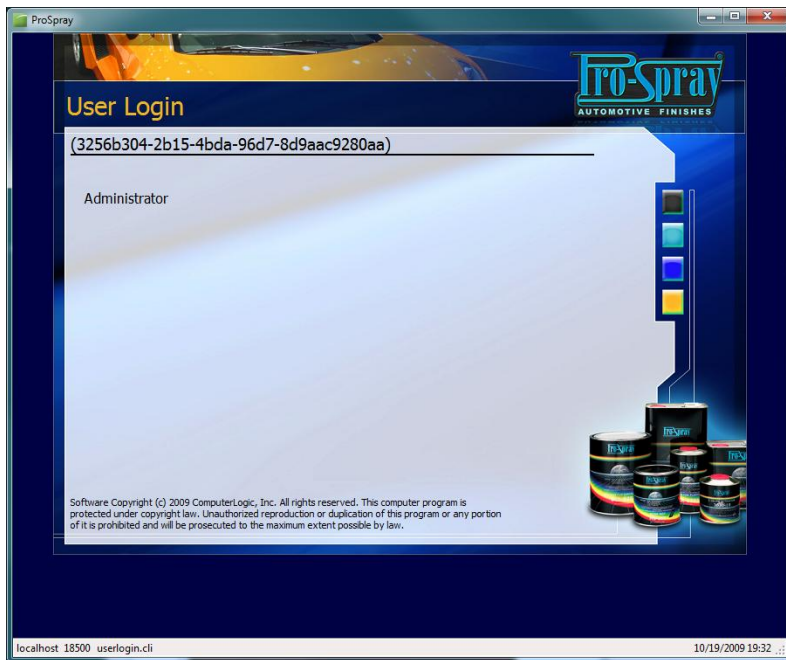 ProSpray
Pro-Spray
AUTOMOTIVE FINISHES
User Login
(3256b304-2b15-4bda-96d7-8d9aac9280aa)
Administrator
Pro-Spray
Software Copyright (c) 2009 ComputerLogic, Inc. All rights reserved. This computer program is
protected under copyright law. Unauthorized reproduction or duplication of this program or any portion
of it is prohibited and will be prosecuted to the maximum extent possible by law.
localhost 18500 userlogin.cli
10/19/2009 19:32